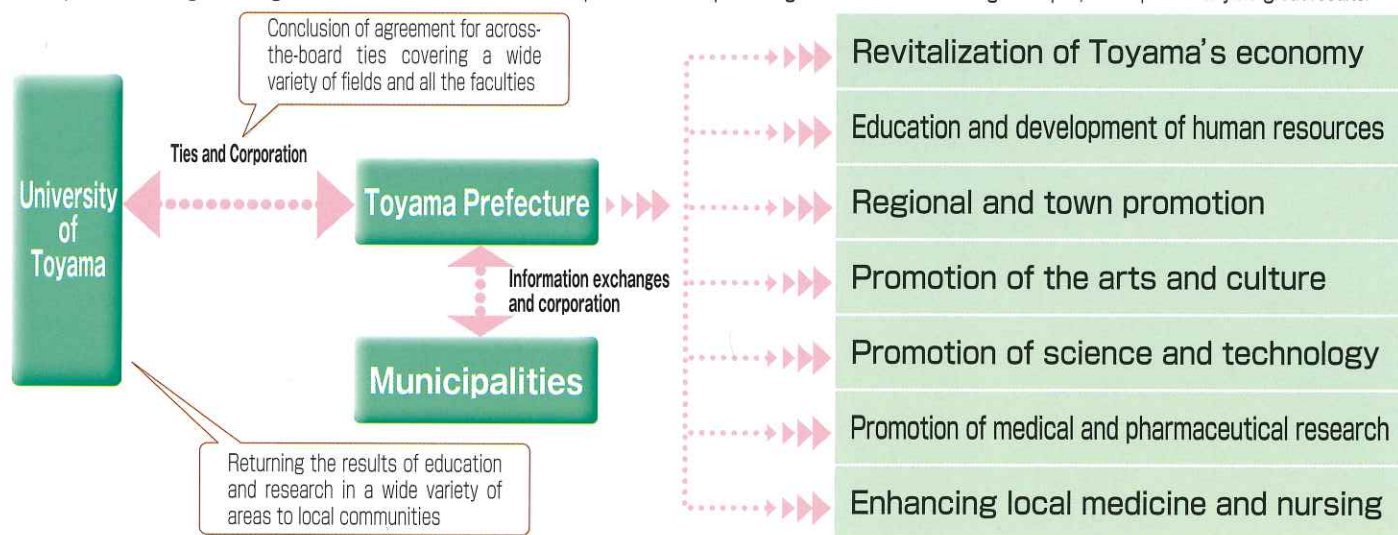 Conclusion of agreement for across-
the-board ties covering a wide
variety of fields and all the faculties
Ties and Corporation
University
of
Toyama
Toyama Prefecture
Information exchanges
and corporation
Municipalities
Returning the results of education
and research in a wide variety of
areas to local communities
Revitalization of Toyama's economy
Education and development of human resources
Regional and town promotion
Promotion of the arts and culture
Promotion of science and technology
Promotion of medical and pharmaceutical research
Enhancing local medicine and nursing